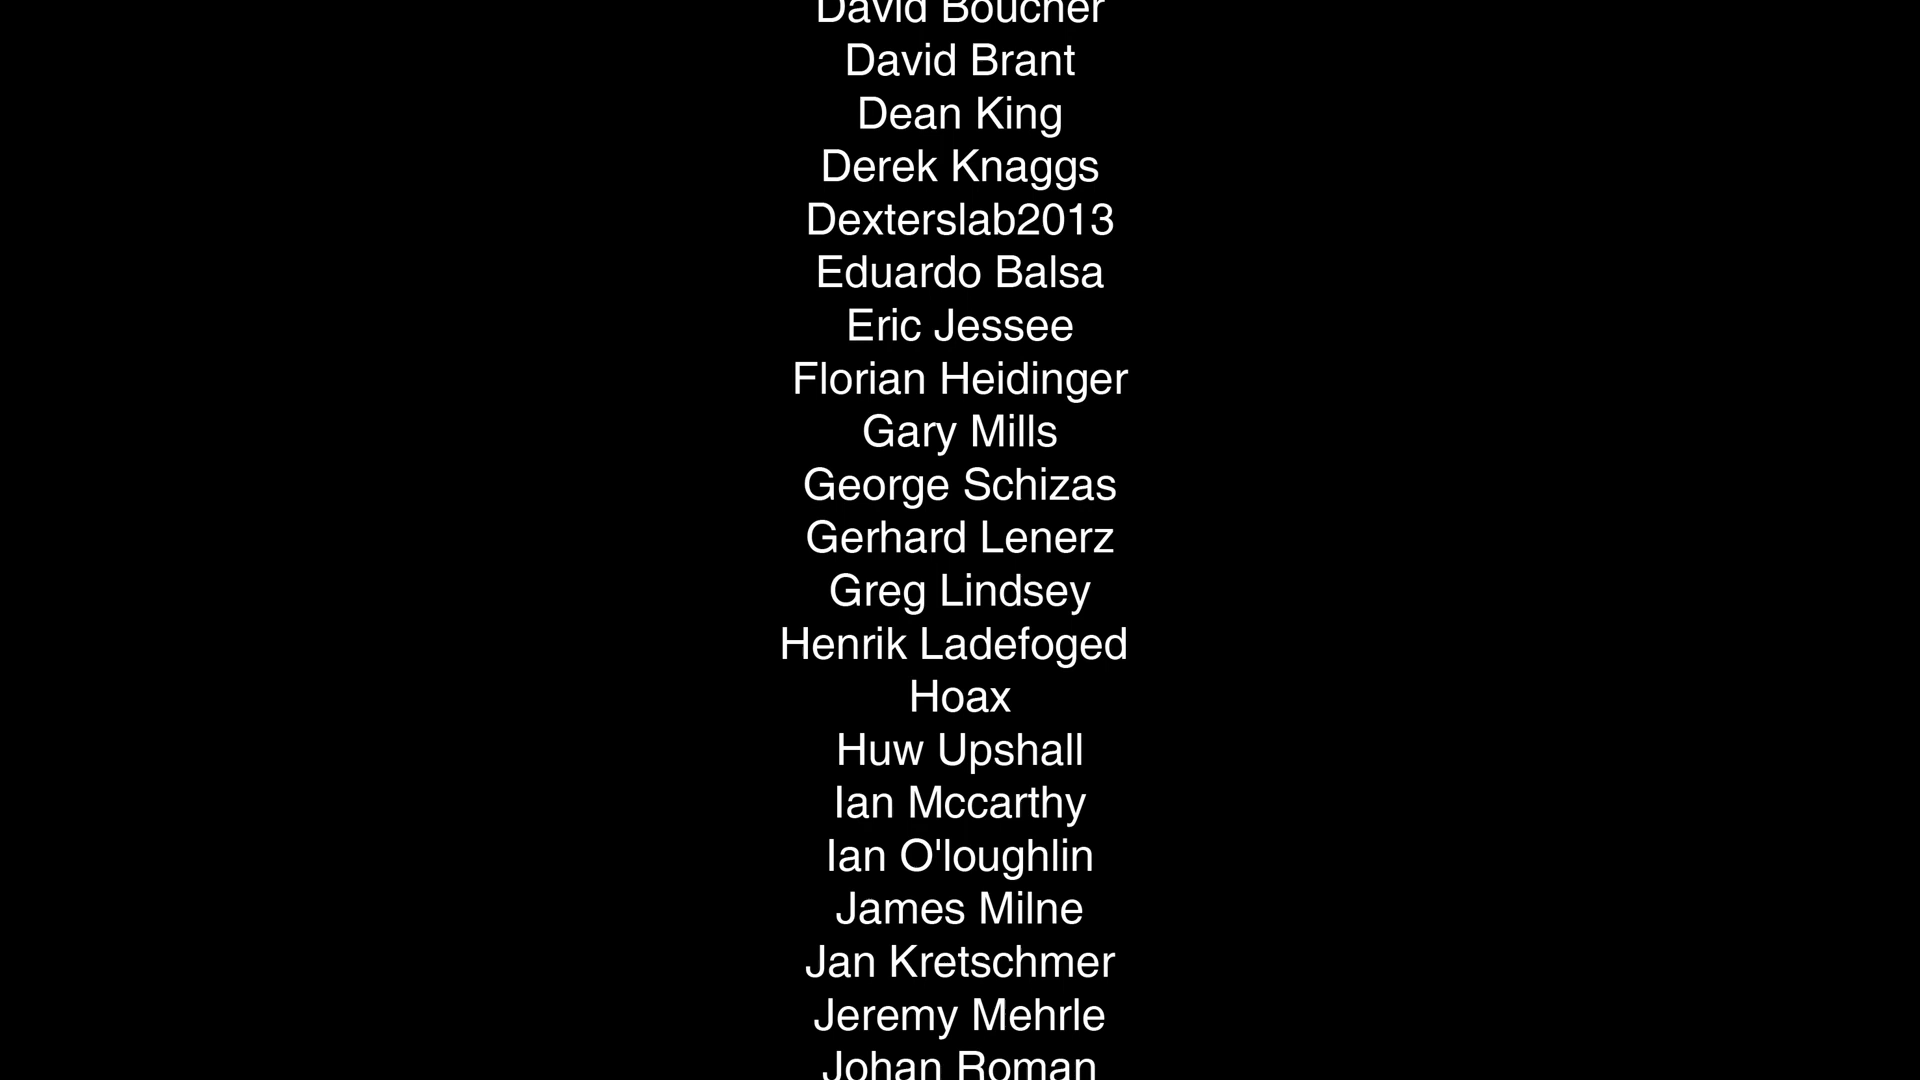 David Boucher
David Brant
Dean King
Derek Knaggs
Dexterslab2013
Eduardo Balsa
Eric Jessee
Florian Heidinger
Gary Mills
George Schizas
Gerhard Lenerz
Greg Lindsey
Henrik Ladefoged
Hoax
Huw Upshall
Ian Mccarthy
Ian O'loughlin
James Milne
Jan Kretschmer
Jeremy Mehrle
Johan Roman